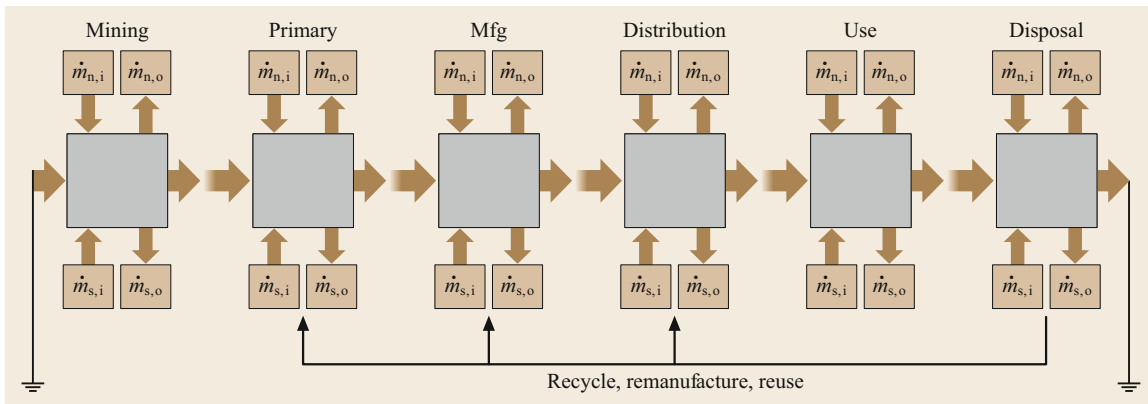 Mining Primary Mfg Distribution Use Disposal
ṁn,i ṁn,o ṁn,i ṁn,o ṁn,i ṁn,o ṁn,i ṁn,o ṁn,i ṁn,o ṁn,i ṁn,o
ṁs,i ṁs,o ṁs,i ṁs,o ṁs,i ṁs,o ṁs,i ṁs,o ṁs,i ṁs,o ṁs,i ṁs,o
Recycle, remanufacture, reuse